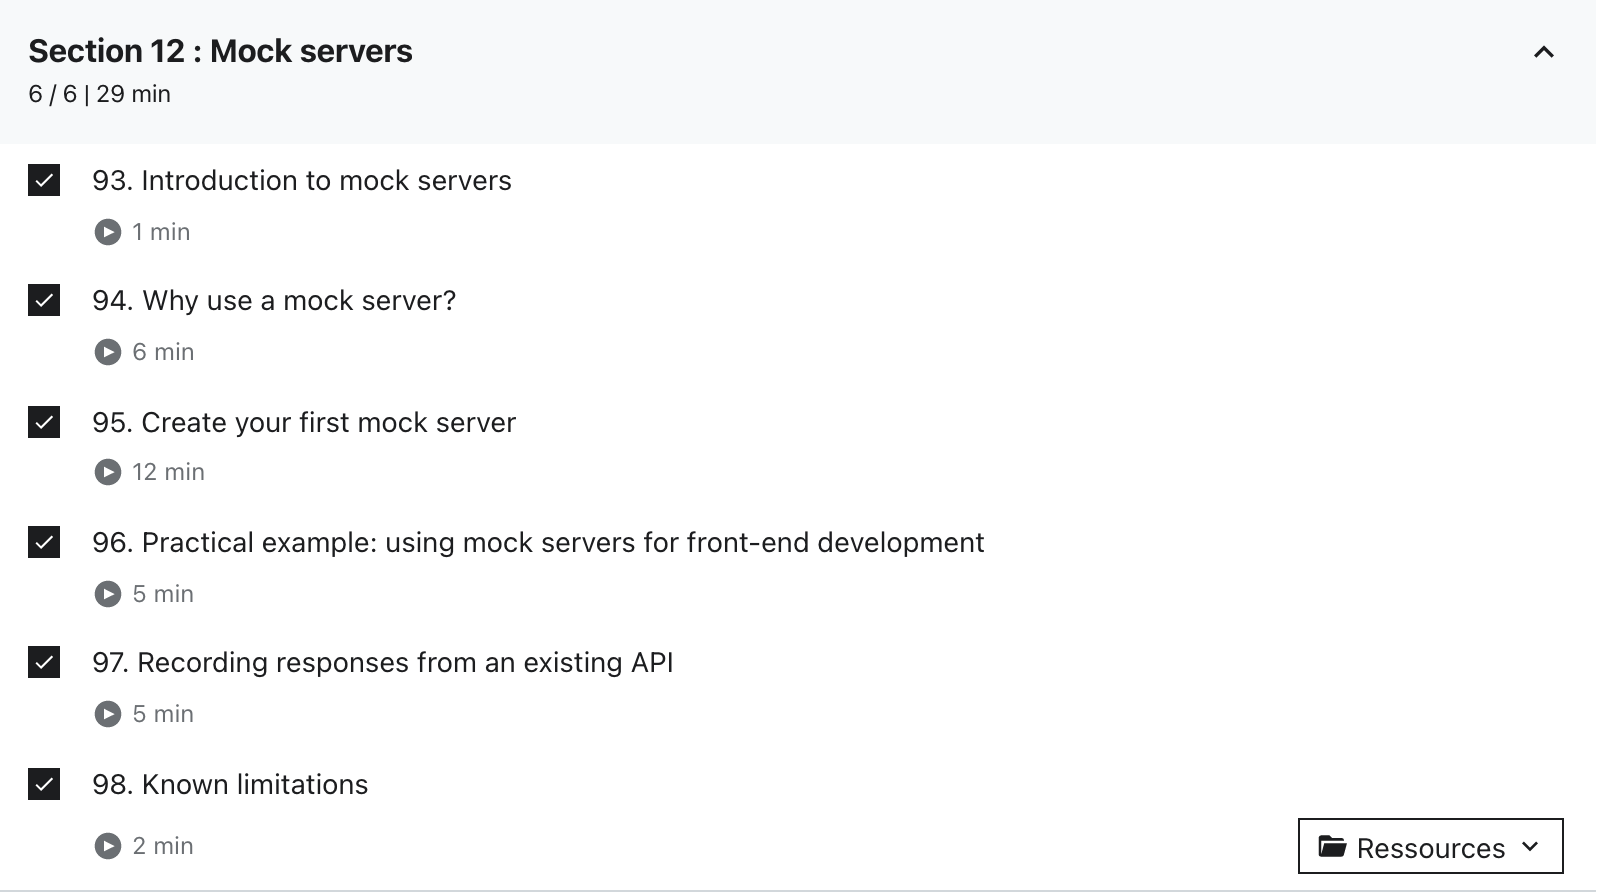 Section 12 : Mock servers
6 / 6 | 29 min
93. Introduction to mock servers
1 min
94. Why use a mock server?
6 min
95. Create your first mock server
12 min
96. Practical example: using mock servers for front-end development
5 min
97. Recording responses from an existing API
5 min
98. Known limitations
2 min
Ressources